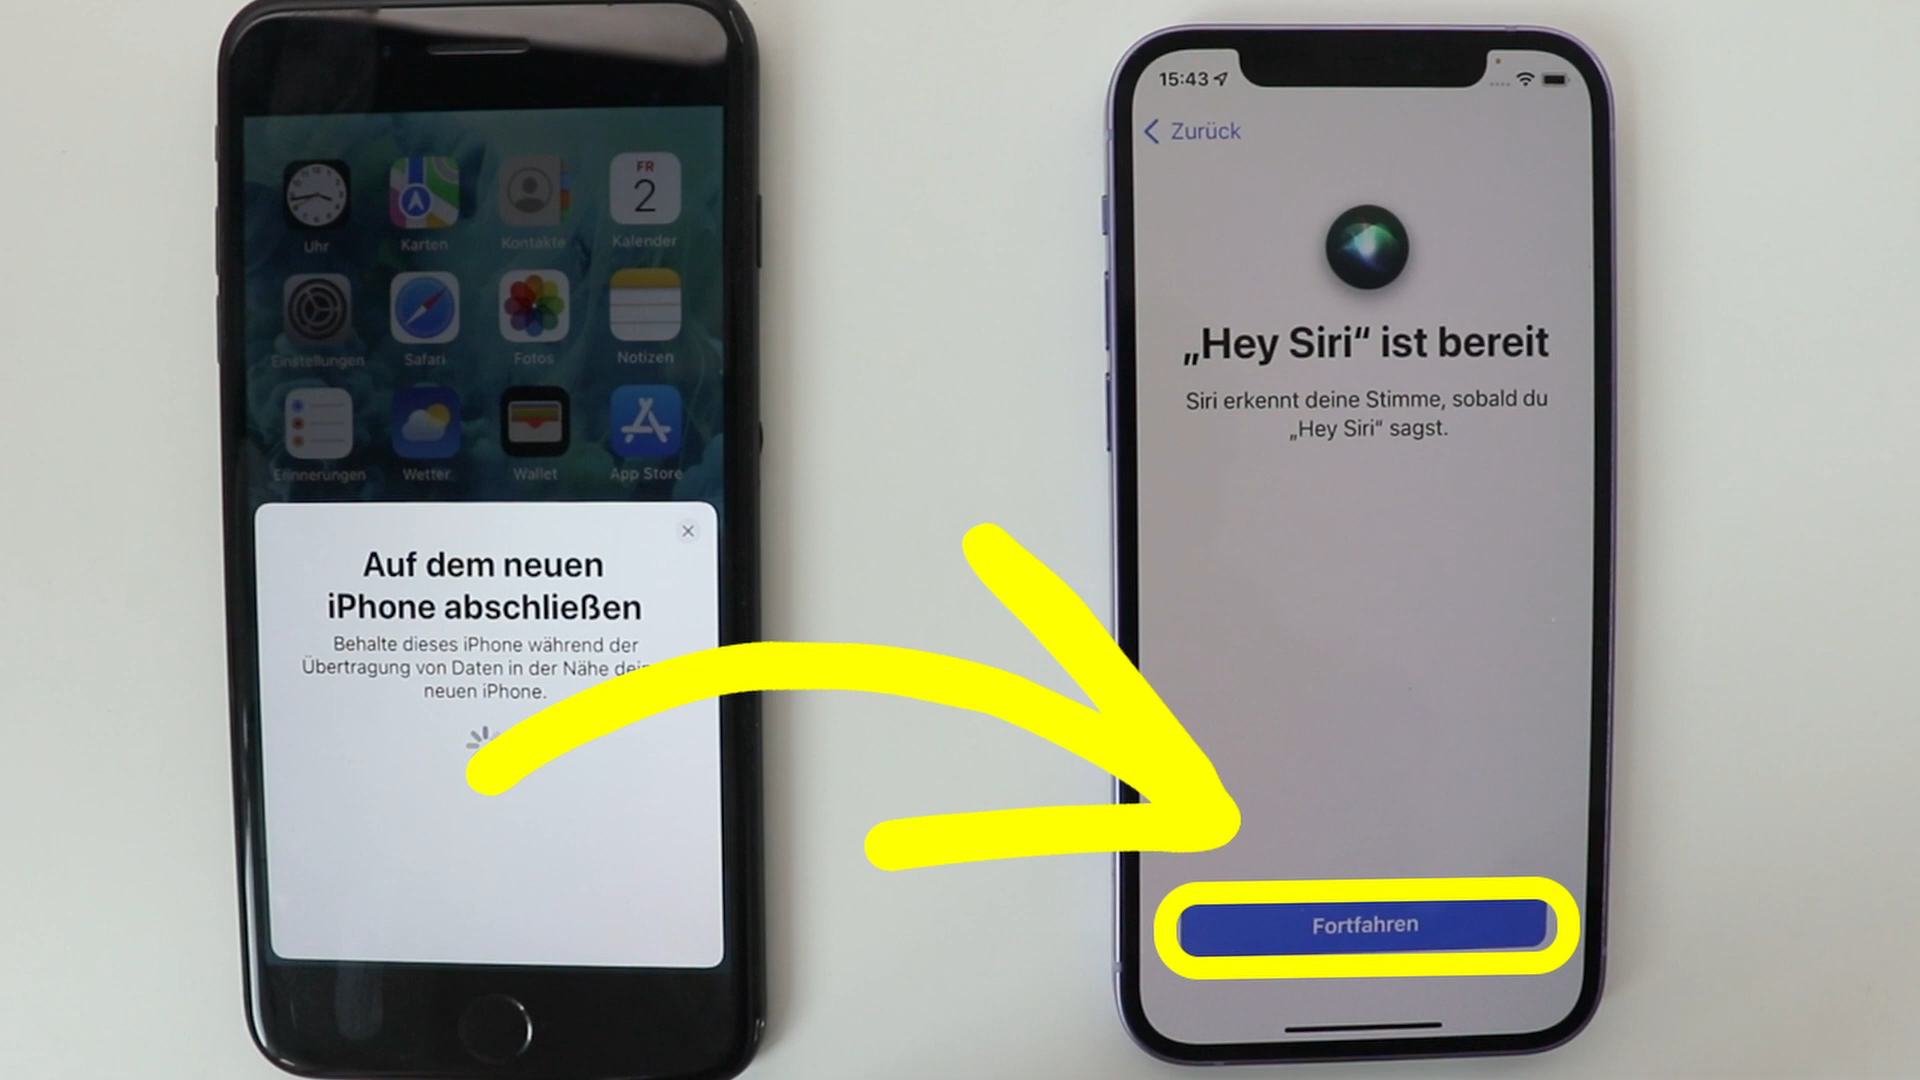 FR
2
Uhr
Karten
Kontakte
Kalender
Einstellungen
Safari
Fotos
Notizen
Erinnerungen
Wetter
Wallet
App Store
Auf dem neuen
iPhone abschließen
Behalte dieses iPhone während der
Übertragung von Daten in der Nähe
neuen iPhone.
15:43
Zurück
„Hey Siri“ ist bereit
Siri erkennt deine Stimme, sobald du
„Hey Siri“ sagst.
Fortfahren